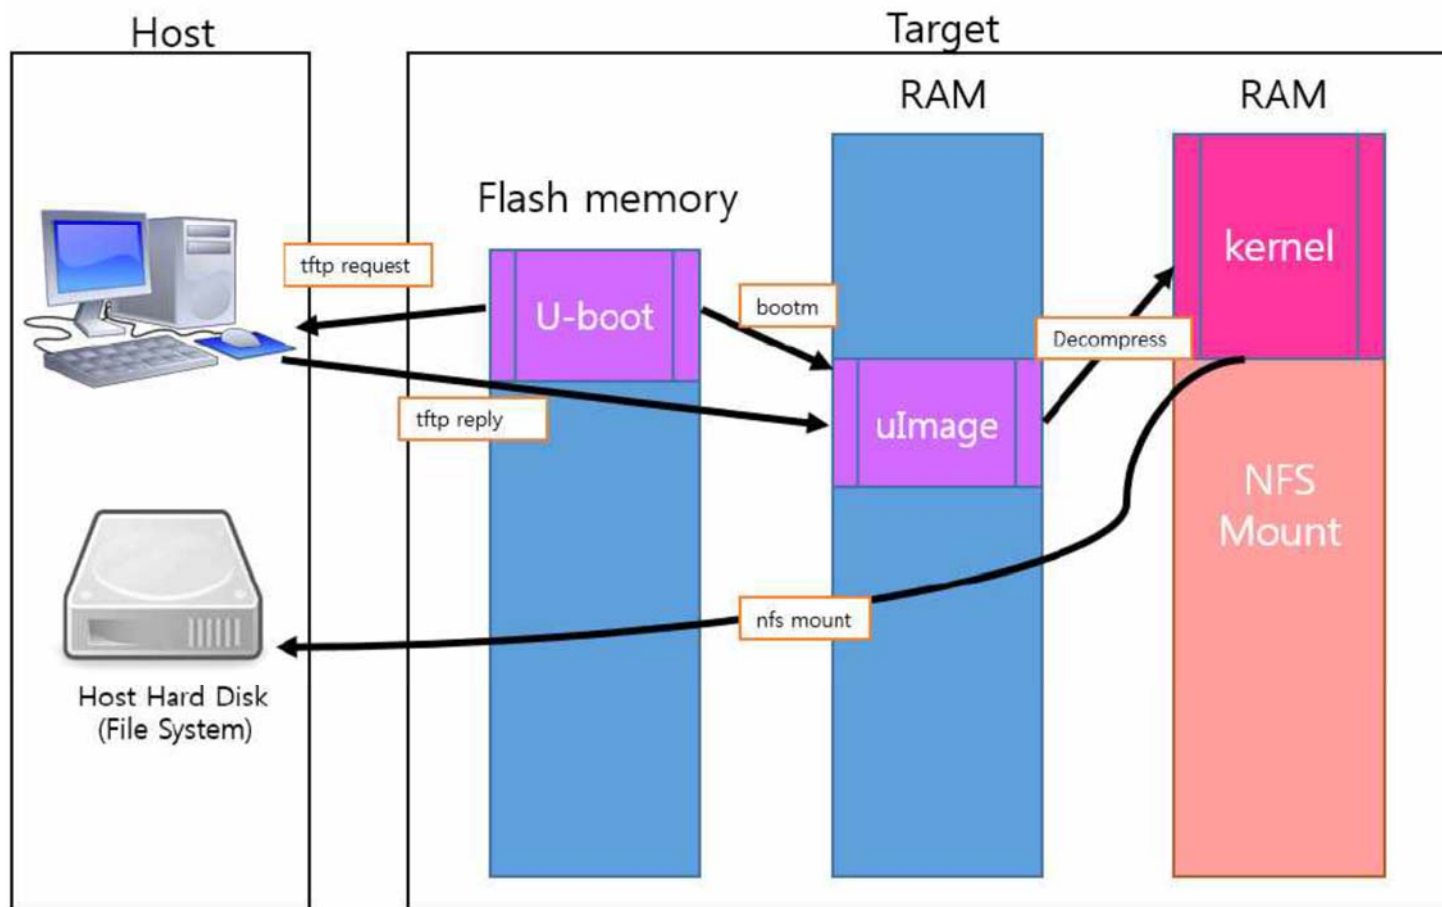 Host
Target
RAM
RAM
Flash memory
tftp request
U-boot
bootm
kernel
Decompress
tftp reply
uImage
NFS
Mount
nfs mount
Host Hard Disk
(File System)